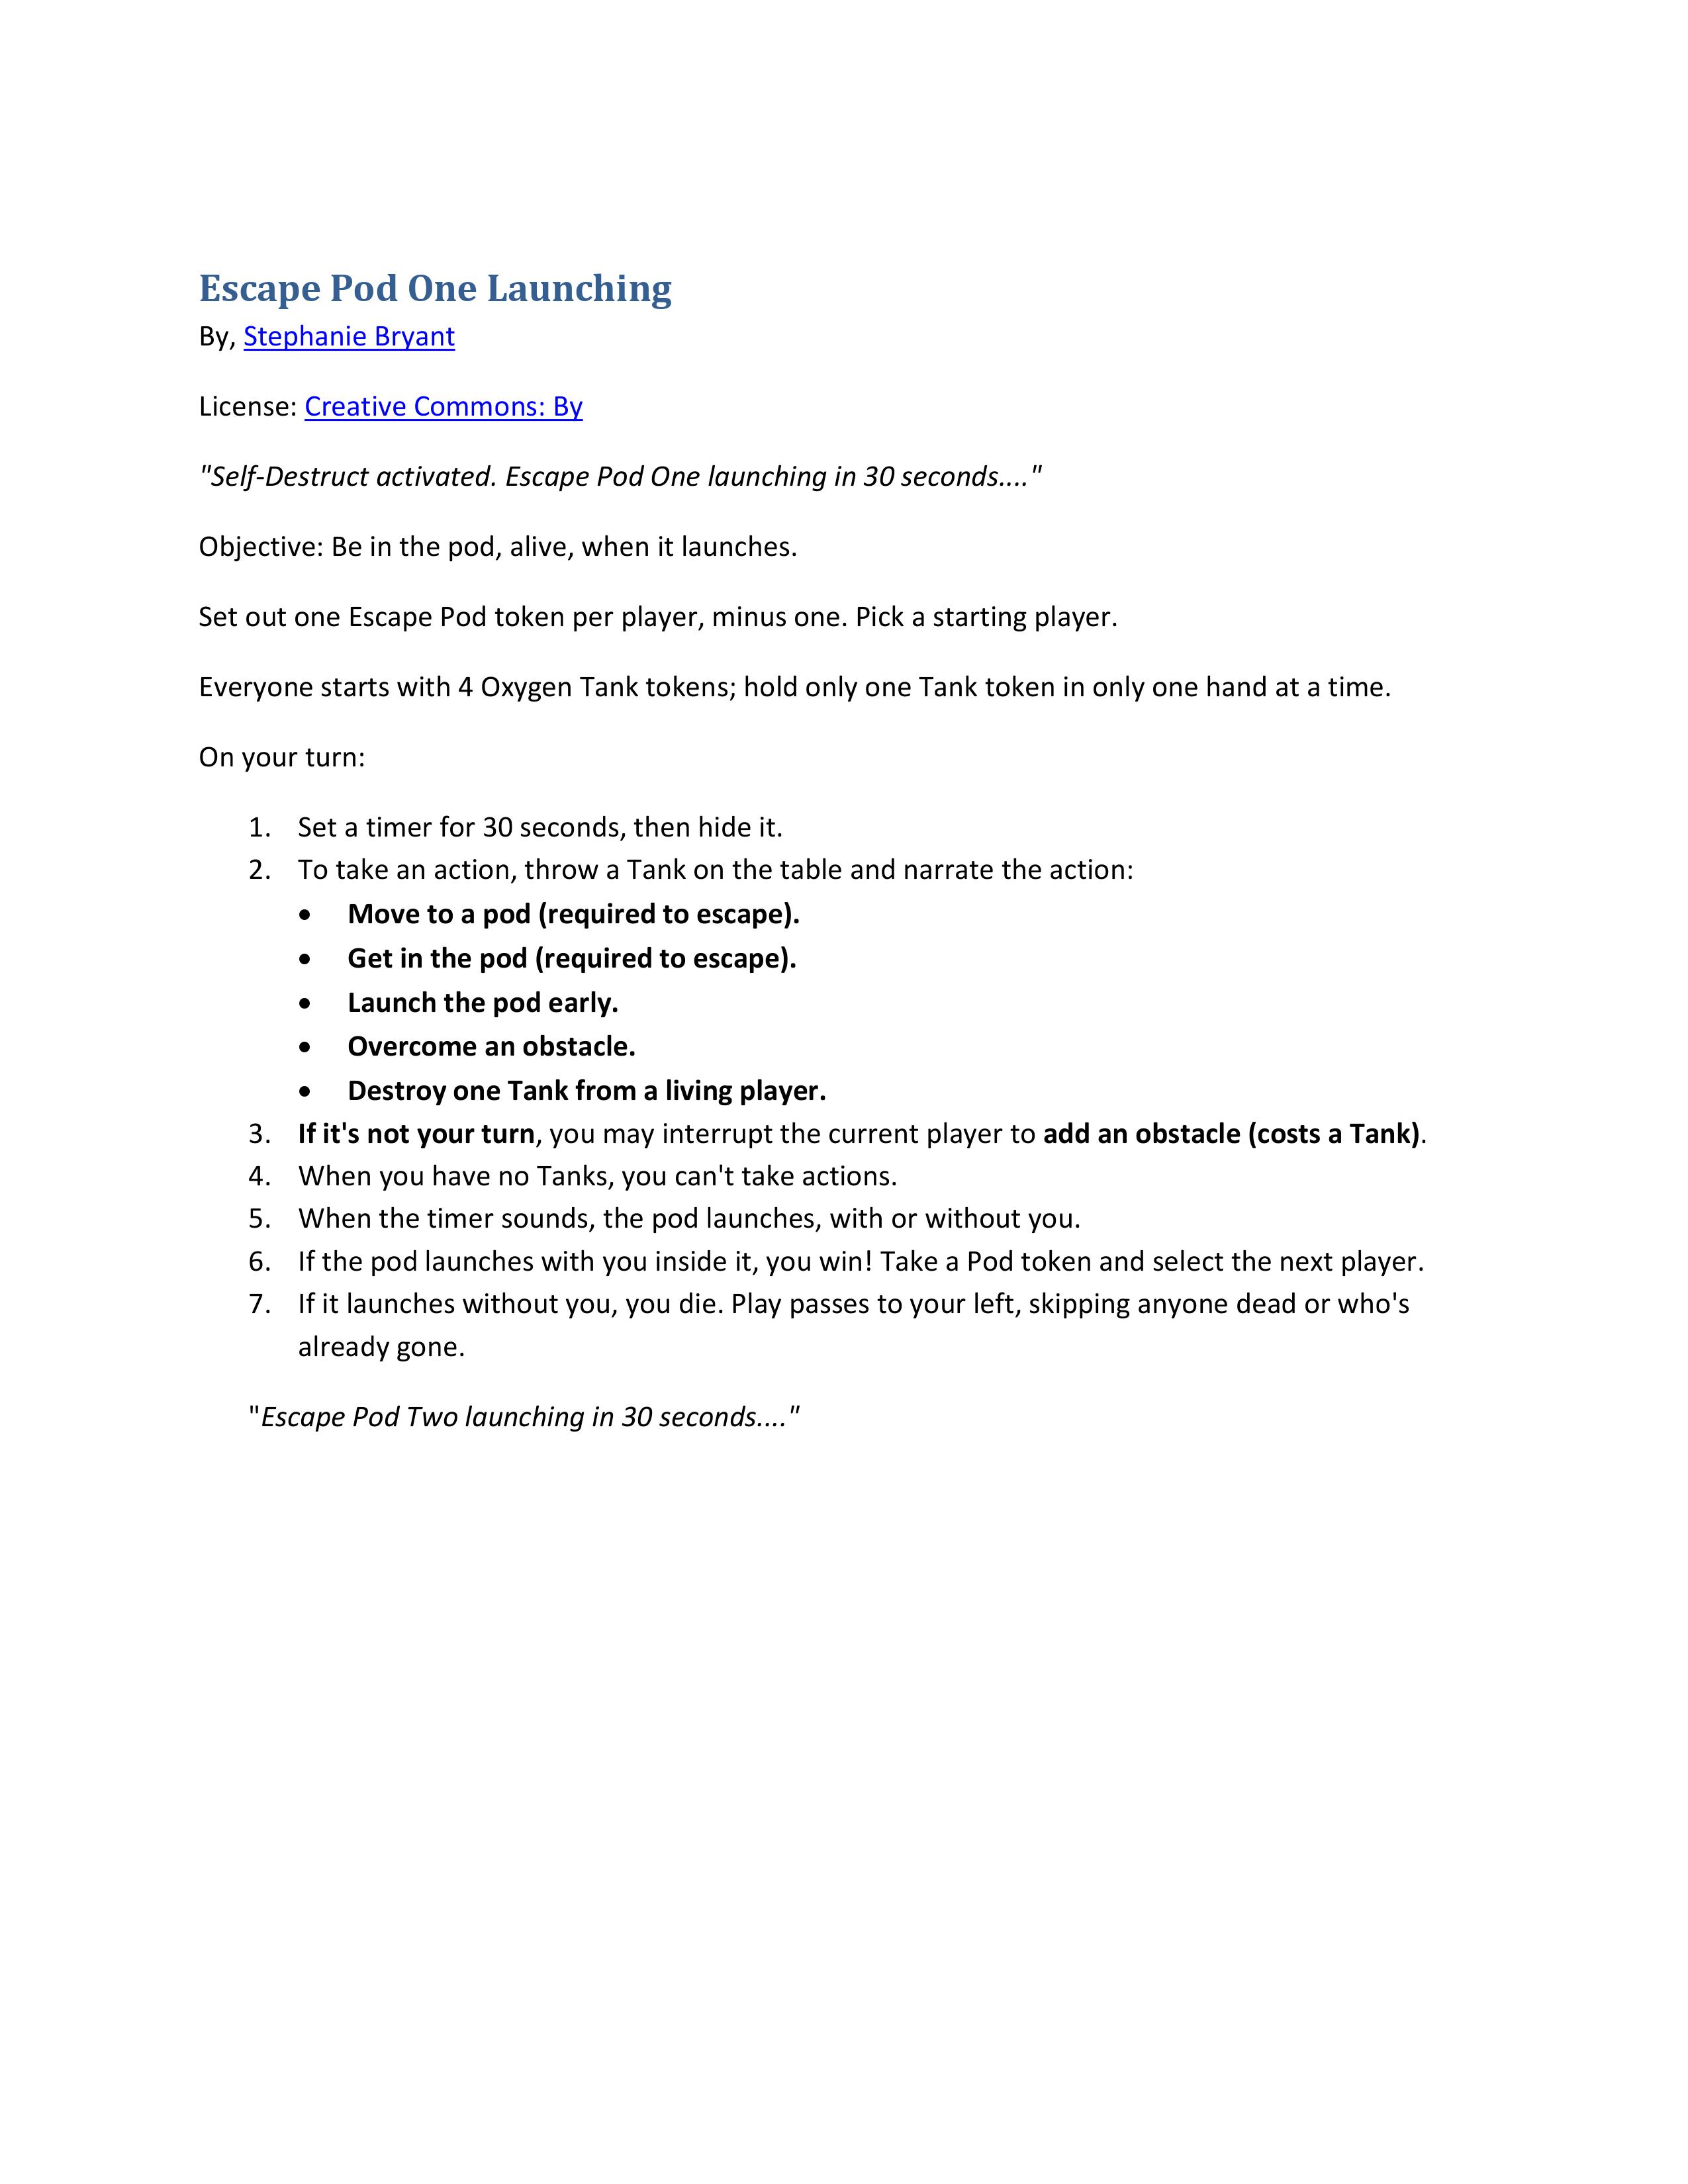 Escape Pod One Launching
By, Stephanie Bryant
License: Creative Commons: By
"Self-Destruct activated. Escape Pod One launching in 30 seconds...."
Objective: Be in the pod, alive, when it launches.
Set out one Escape Pod token per player, minus one. Pick a starting player.
Everyone starts with 4 Oxygen Tank tokens; hold only one Tank token in only one hand at a time.
On your turn:
1. Set a timer for 30 seconds, then hide it.
2. To take an action, throw a Tank on the table and narrate the action:
• Move to a pod (required to escape).
• Get in the pod (required to escape).
• Launch the pod early.
• Overcome an obstacle.
• Destroy one Tank from a living player.
3. If it's not your turn, you may interrupt the current player to add an obstacle (costs a Tank).
4. When you have no Tanks, you can't take actions.
5. When the timer sounds, the pod launches, with or without you.
6. If the pod launches with you inside it, you win! Take a Pod token and select the next player.
7. If it launches without you, you die. Play passes to your left, skipping anyone dead or who's
already gone.
"Escape Pod Two launching in 30 seconds...."